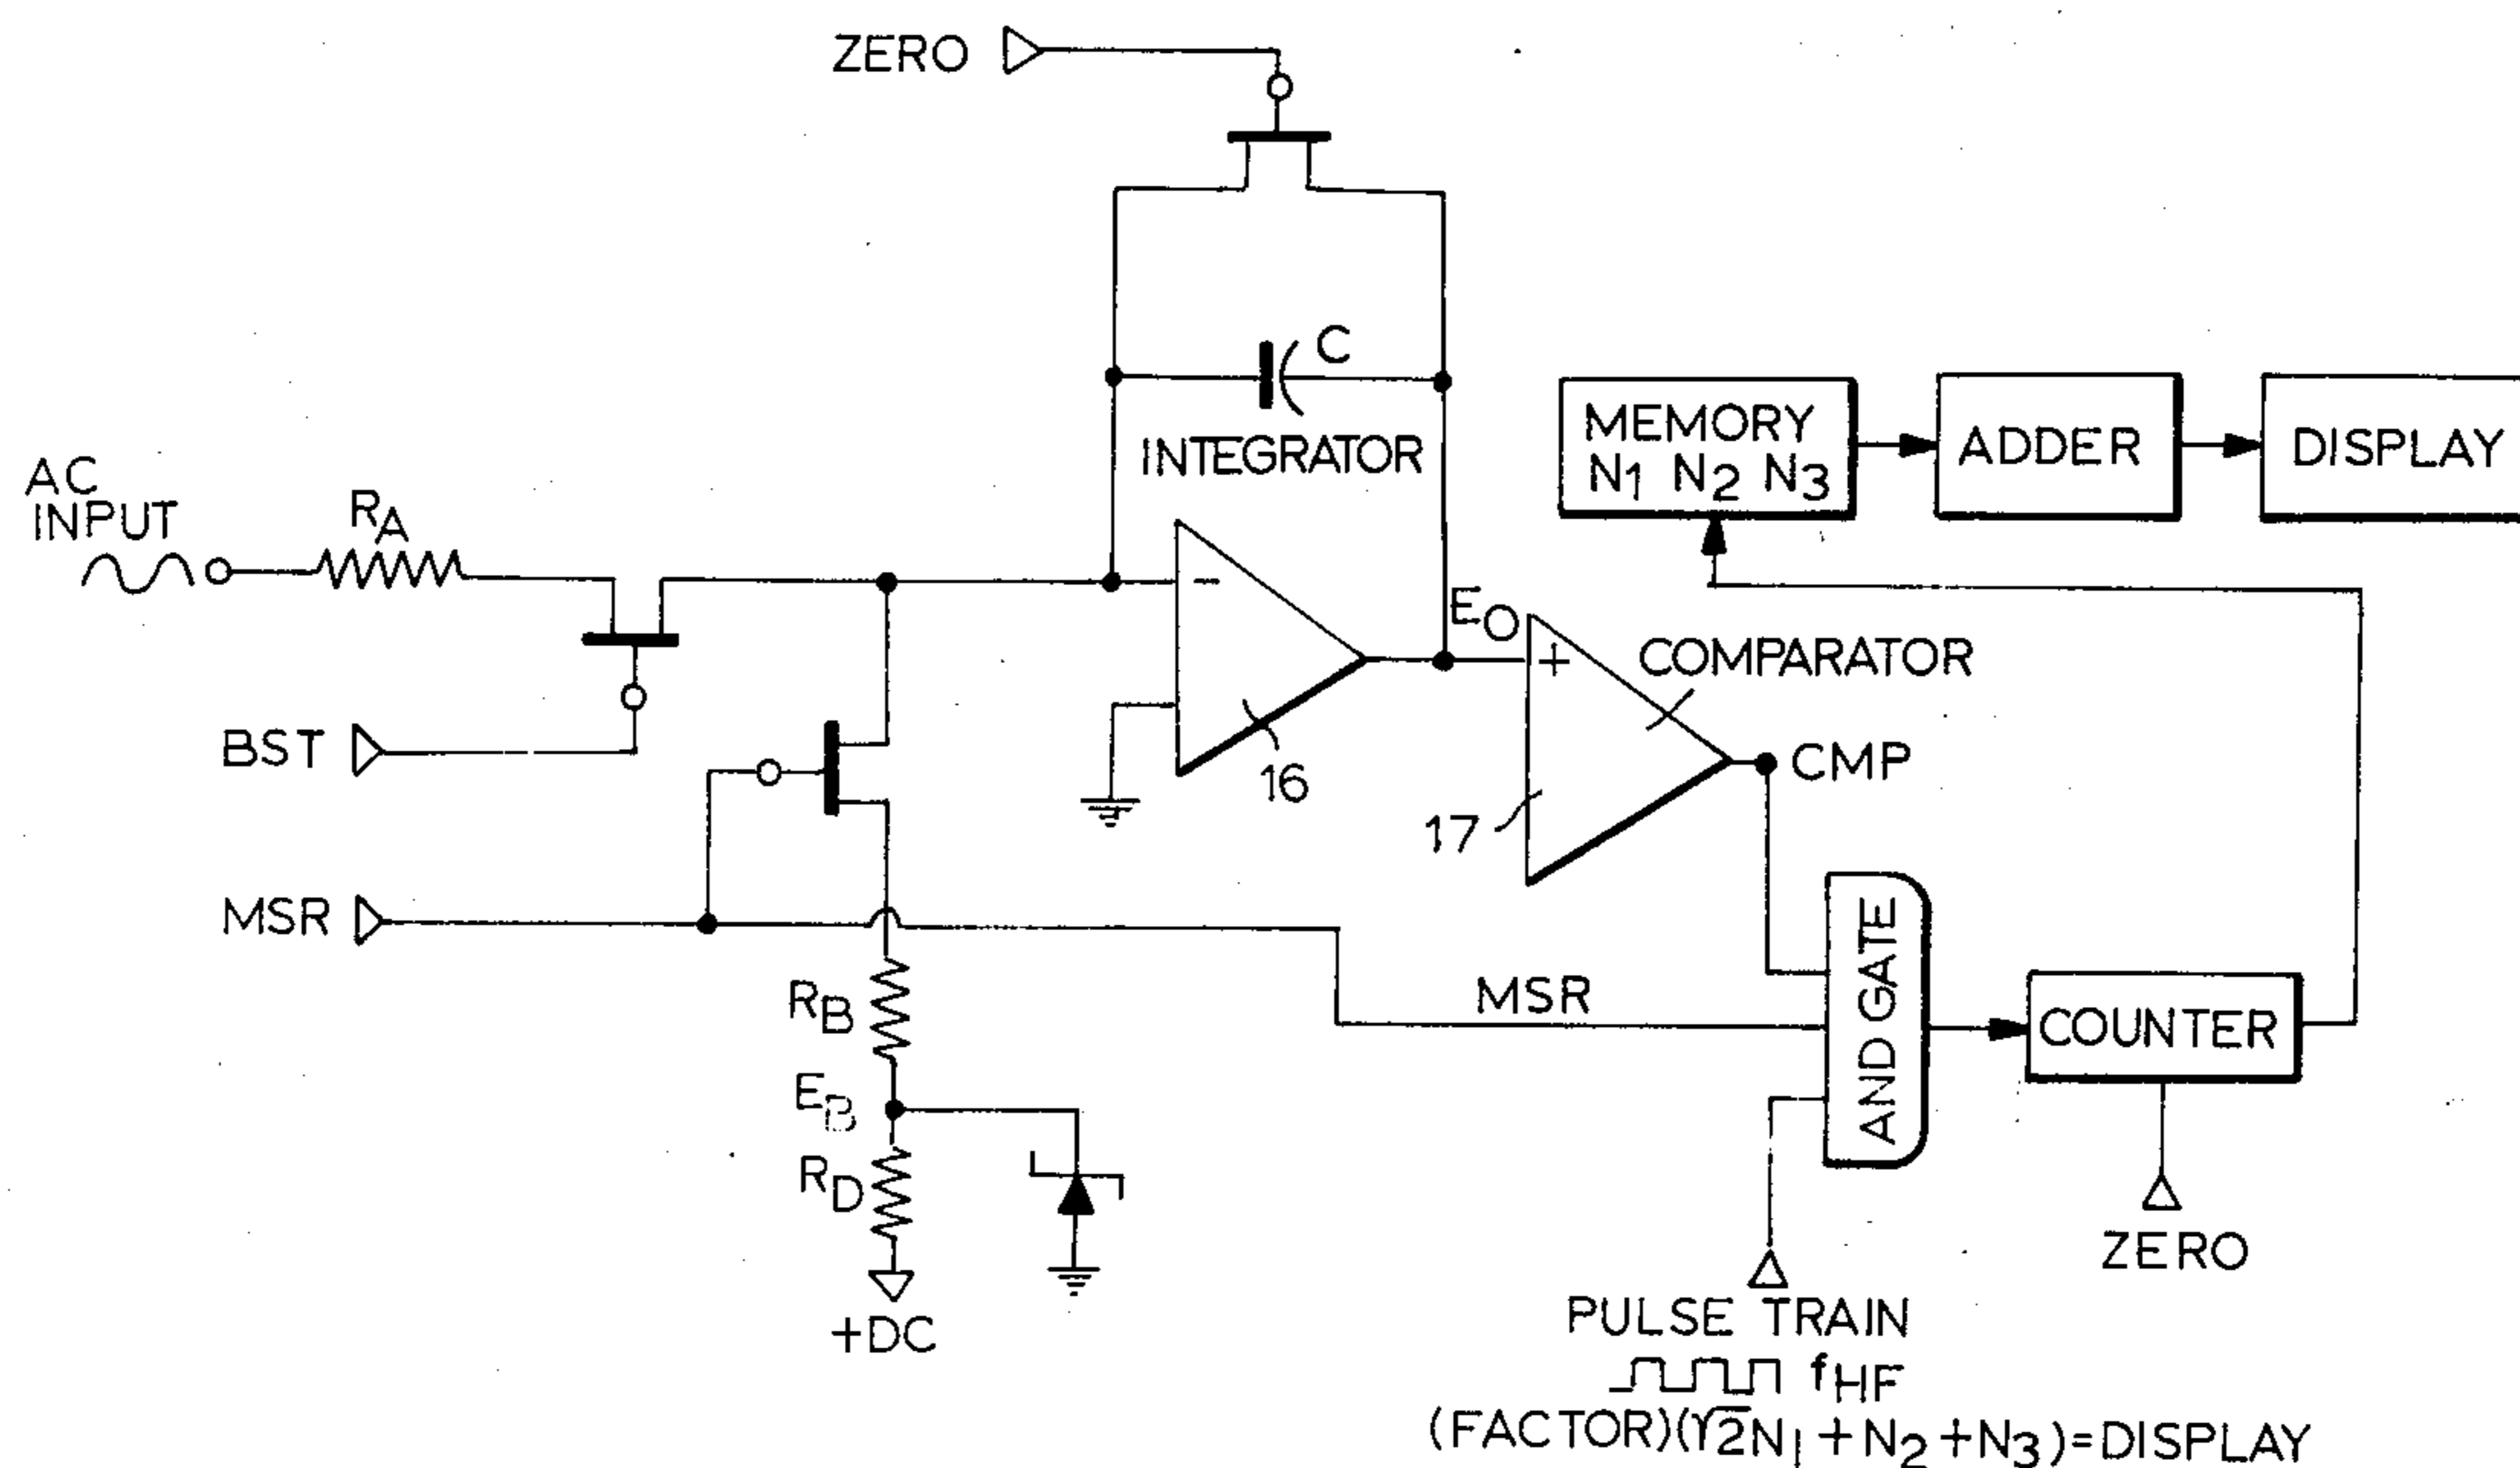 ZERO
C
INTEGRATOR
MEMORY
N1 N2 N3
ADDER
DISPLAY
AC
INPUT
RA
-
EO
+
COMPARATOR
BST
16
CMP
17
MSR
AND GATE
RB
MSR
COUNTER
EB
RD
ZERO
+DC
PULSE TRAIN
fHF
(FACTOR)(√2N1+N2+N3)=DISPLAY